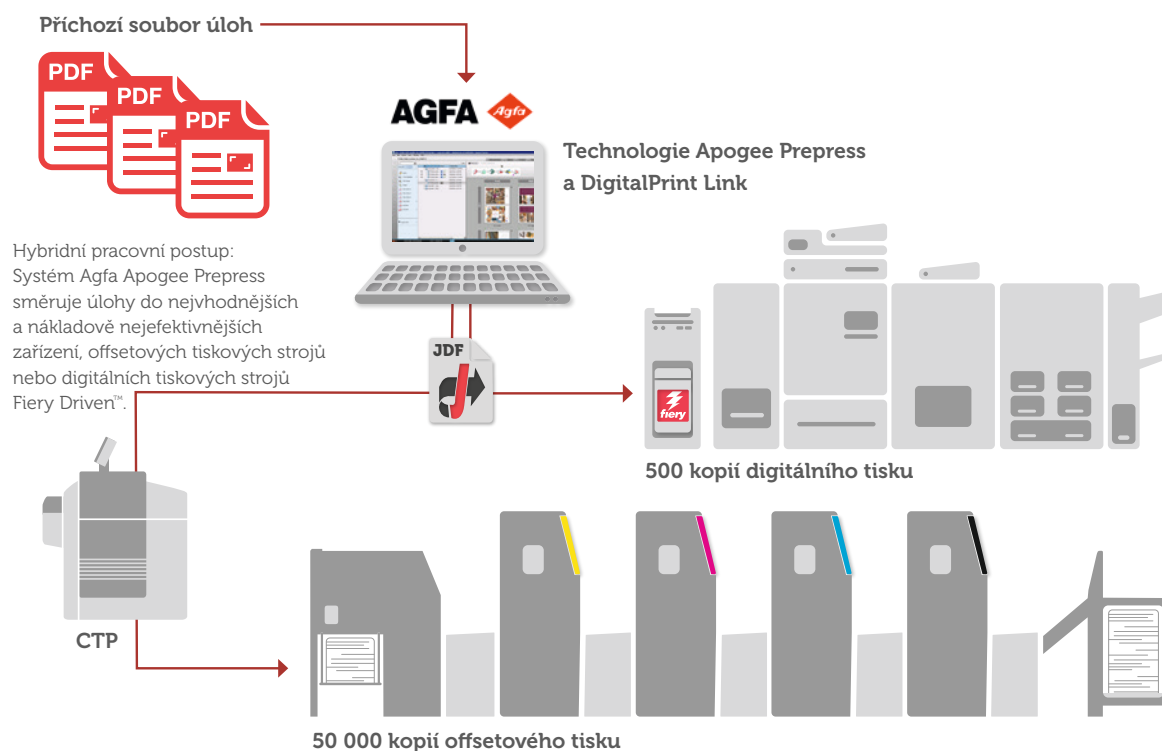 Příchozí soubor úloh
PDF
PDF
PDF
AGFA
Agfa
Technologie Apogee Prepress
a DigitalPrint Link
Hybridní pracovní postup:
Systém Agfa Apogee Prepress
směruje úlohy do nejvhodnějších
a nákladově nejefektivnějších
zařízení, offsetových tiskových strojů
nebo digitálních tiskových strojů
Fiery Driven™.
JDF
fiery
500 kopií digitálního tisku
CTP
50 000 kopií offsetového tisku